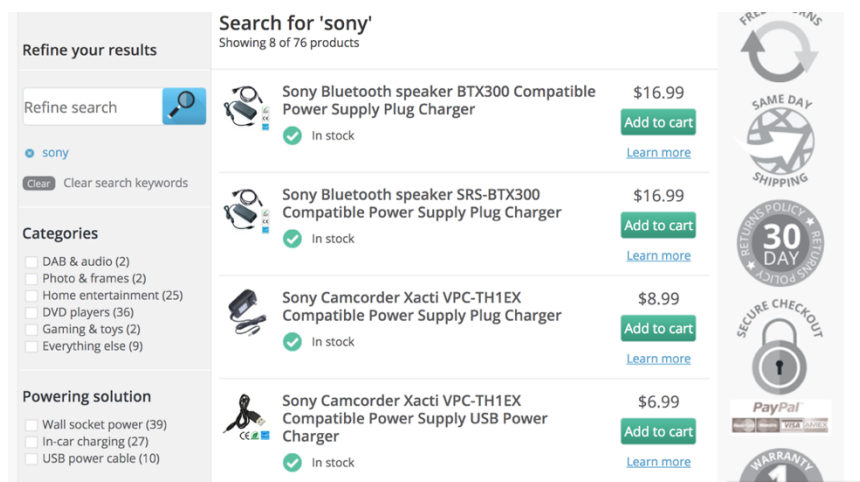 Refine your results
Refine search
sony
Clear Clear search keywords
Categories
DAB & audio (2)
Photo & frames (2)
Home entertainment (25)
DVD players (36)
Gaming & toys (2)
Everything else (9)
Powering solution
Wall socket power (39)
In-car charging (27)
USB power cable (10)
Search for 'sony'
Showing 8 of 76 products
Sony Bluetooth speaker BTX300 Compatible
Power Supply Plug Charger
In stock
$16.99
Add to cart
Learn more
Sony Bluetooth speaker SRS-BTX300
Compatible Power Supply Plug Charger
In stock
$16.99
Add to cart
Learn more
Sony Camcorder Xacti VPC-TH1EX
Compatible Power Supply Plug Charger
In stock
$8.99
Add to cart
Learn more
Sony Camcorder Xacti VPC-TH1EX
Compatible Power Supply USB Power
Charger
In stock
$6.99
Add to cart
Learn more
SAME DAY
SHIPPING
RETURNS POLICY
30
DAY
RETURNS POLICY
SECURE CHECKOUT
PayPal
VISA
WARRANTY
1